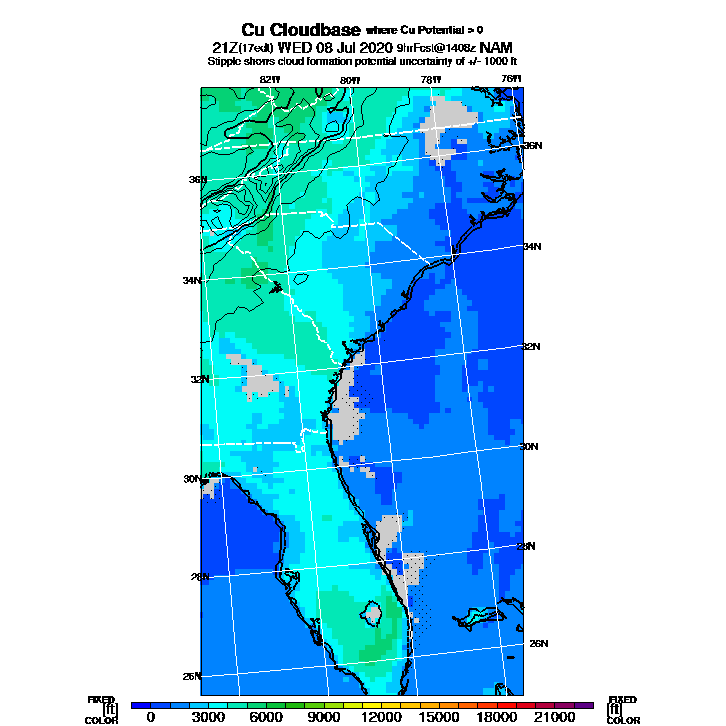 Cu Cloudbase where Cu Potential > 0
21Z(17edt) WED 08 Jul 2020 9hrFcst@1408z NAM
Stipple shows cloud formation potential uncertainty of +/- 1000 ft
82W 80W 78W 76W
36N
36N
34N
34N
32N
32N
30N
30N
28N
28N
26N
26N
FIXED FIXED
[ft] 0 3000 6000 9000 12000 15000 18000 21000 [ft]
COLOR COLOR